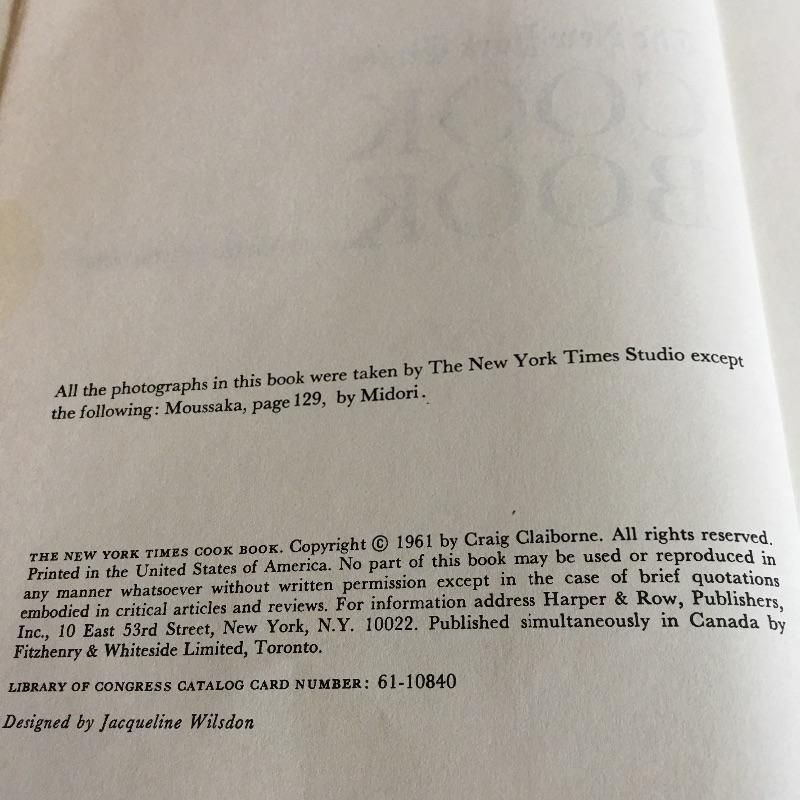 All the photographs in this book were taken by The New York Times Studio except
the following: Moussaka, page 129, by Midori.
THE NEW YORK TIMES COOK BOOK. Copyright © 1961 by Craig Claiborne. All rights reserved.
Printed in the United States of America. No part of this book may be used or reproduced in
any manner whatsoever without written permission except in the case of brief quotations
embodied in critical articles and reviews. For information address Harper & Row, Publishers,
Inc., 10 East 53rd Street, New York, N.Y. 10022. Published simultaneously in Canada by
Fitzhenry & Whiteside Limited, Toronto.
LIBRARY OF CONGRESS CATALOG CARD NUMBER: 61-10840
Designed by Jacqueline Wilsdon